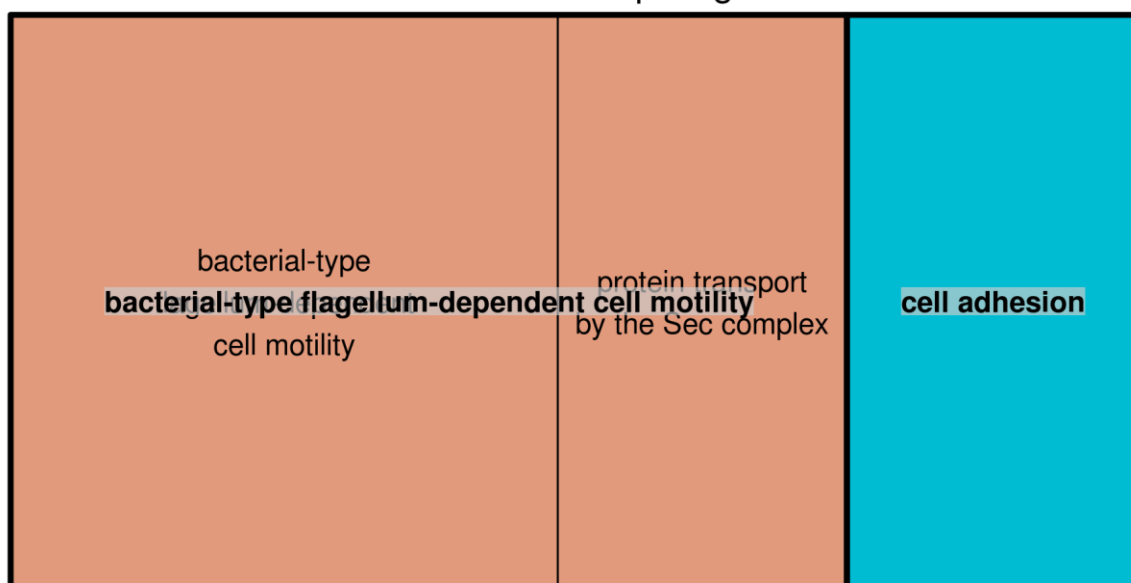 bacterial-type
bacterial-type flagellum-dependent cell motility
cell motility
protein transport
by the Sec complex
cell adhesion